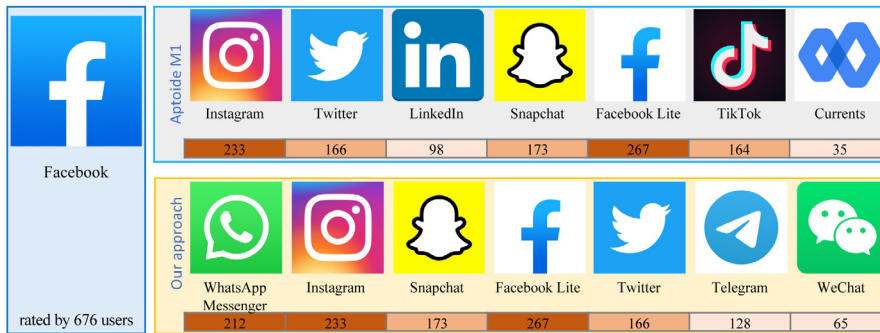 Facebook
rated by 676 users
Aptoide M1
Instagram Twitter LinkedIn Snapchat Facebook Lite TikTok Currents
233 166 98 173 267 164 35
Our approach
WhatsApp Instagram Snapchat Facebook Lite Twitter Telegram WeChat
Messenger
212 233 173 267 166 128 65